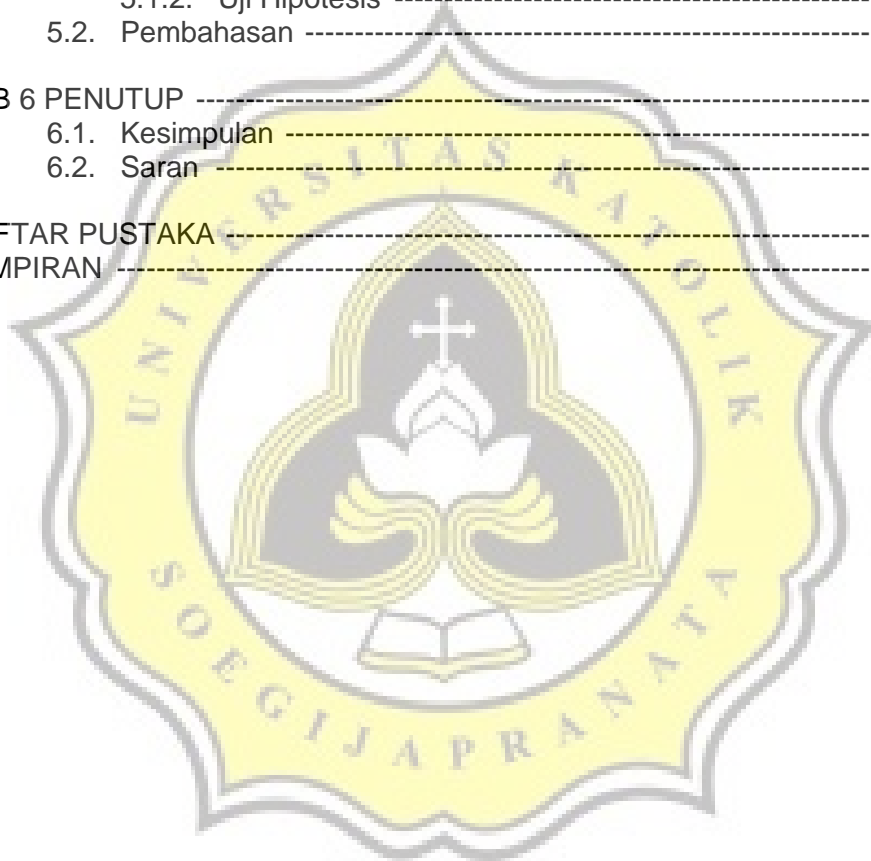 5.1.2. Uji Hipotesis --------------------------------------------------
5.2. Pembahasan ------------------------------------------------------------
B 6 PENUTUP ------------------------------------------------------------------------
6.1. Kesimpulan --------------------------------------------------------------
6.2. Saran ----------------------------------------------------------------------
FTAR PUSTAKA --------------------------------------------------------------------
MPIRAN --------------------------------------------------------------------------------
UNIVERSITAS KATOLIK
SOEGIJAPRANATA